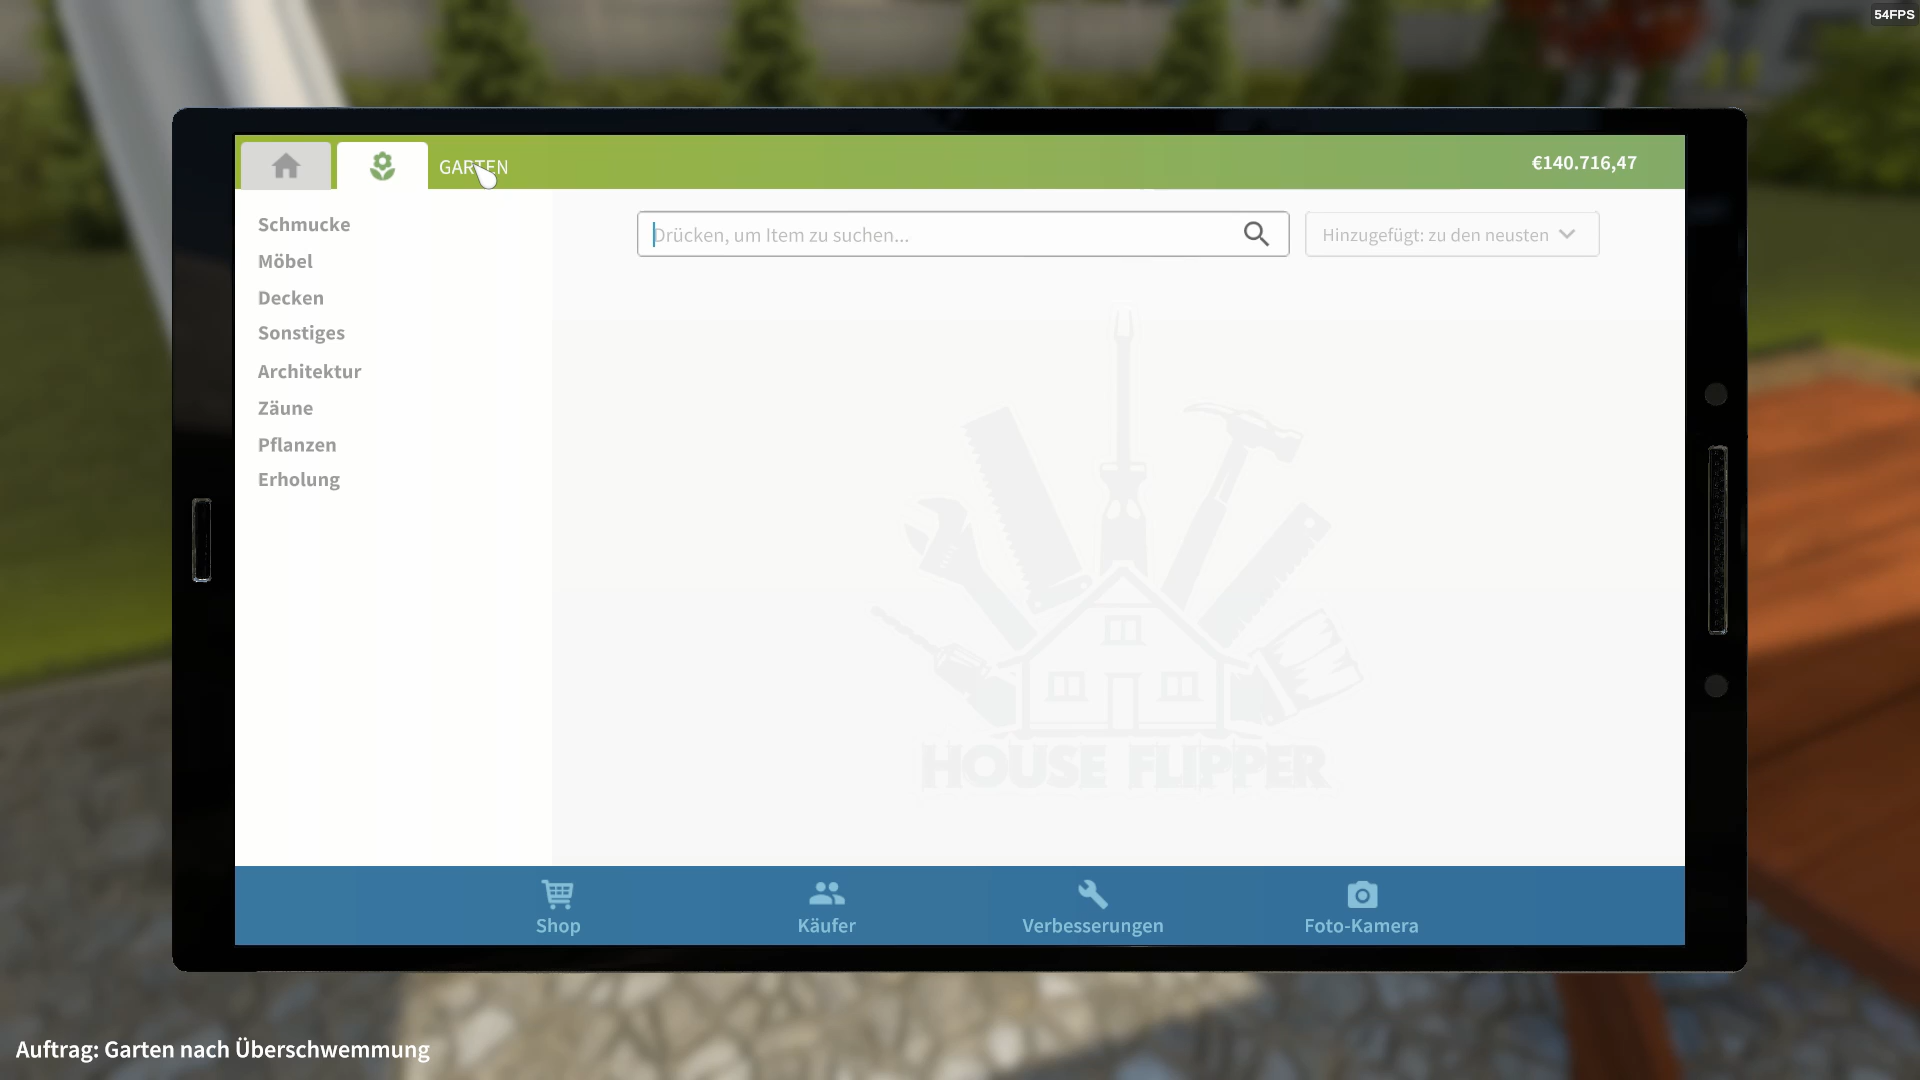 54FPS
GARTEN
€140.716,47
Schmucke
Möbel
Decken
Sonstiges
Architektur
Zäune
Pflanzen
Erholung
Drücken, um Item zu suchen...
Hinzugefügt: zu den neusten
HOUSE FLIPPER
Shop
Käufer
Verbesserungen
Foto-Kamera
Auftrag: Garten nach Überschwemmung